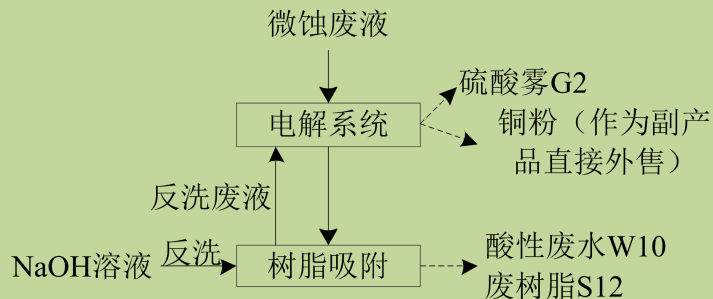 微蚀废液
硫酸雾G2
电解系统
铜粉（作为副产
品直接外售）
反洗废液
NaOH溶液
反洗
树脂吸附
酸性废水W10
废树脂S12